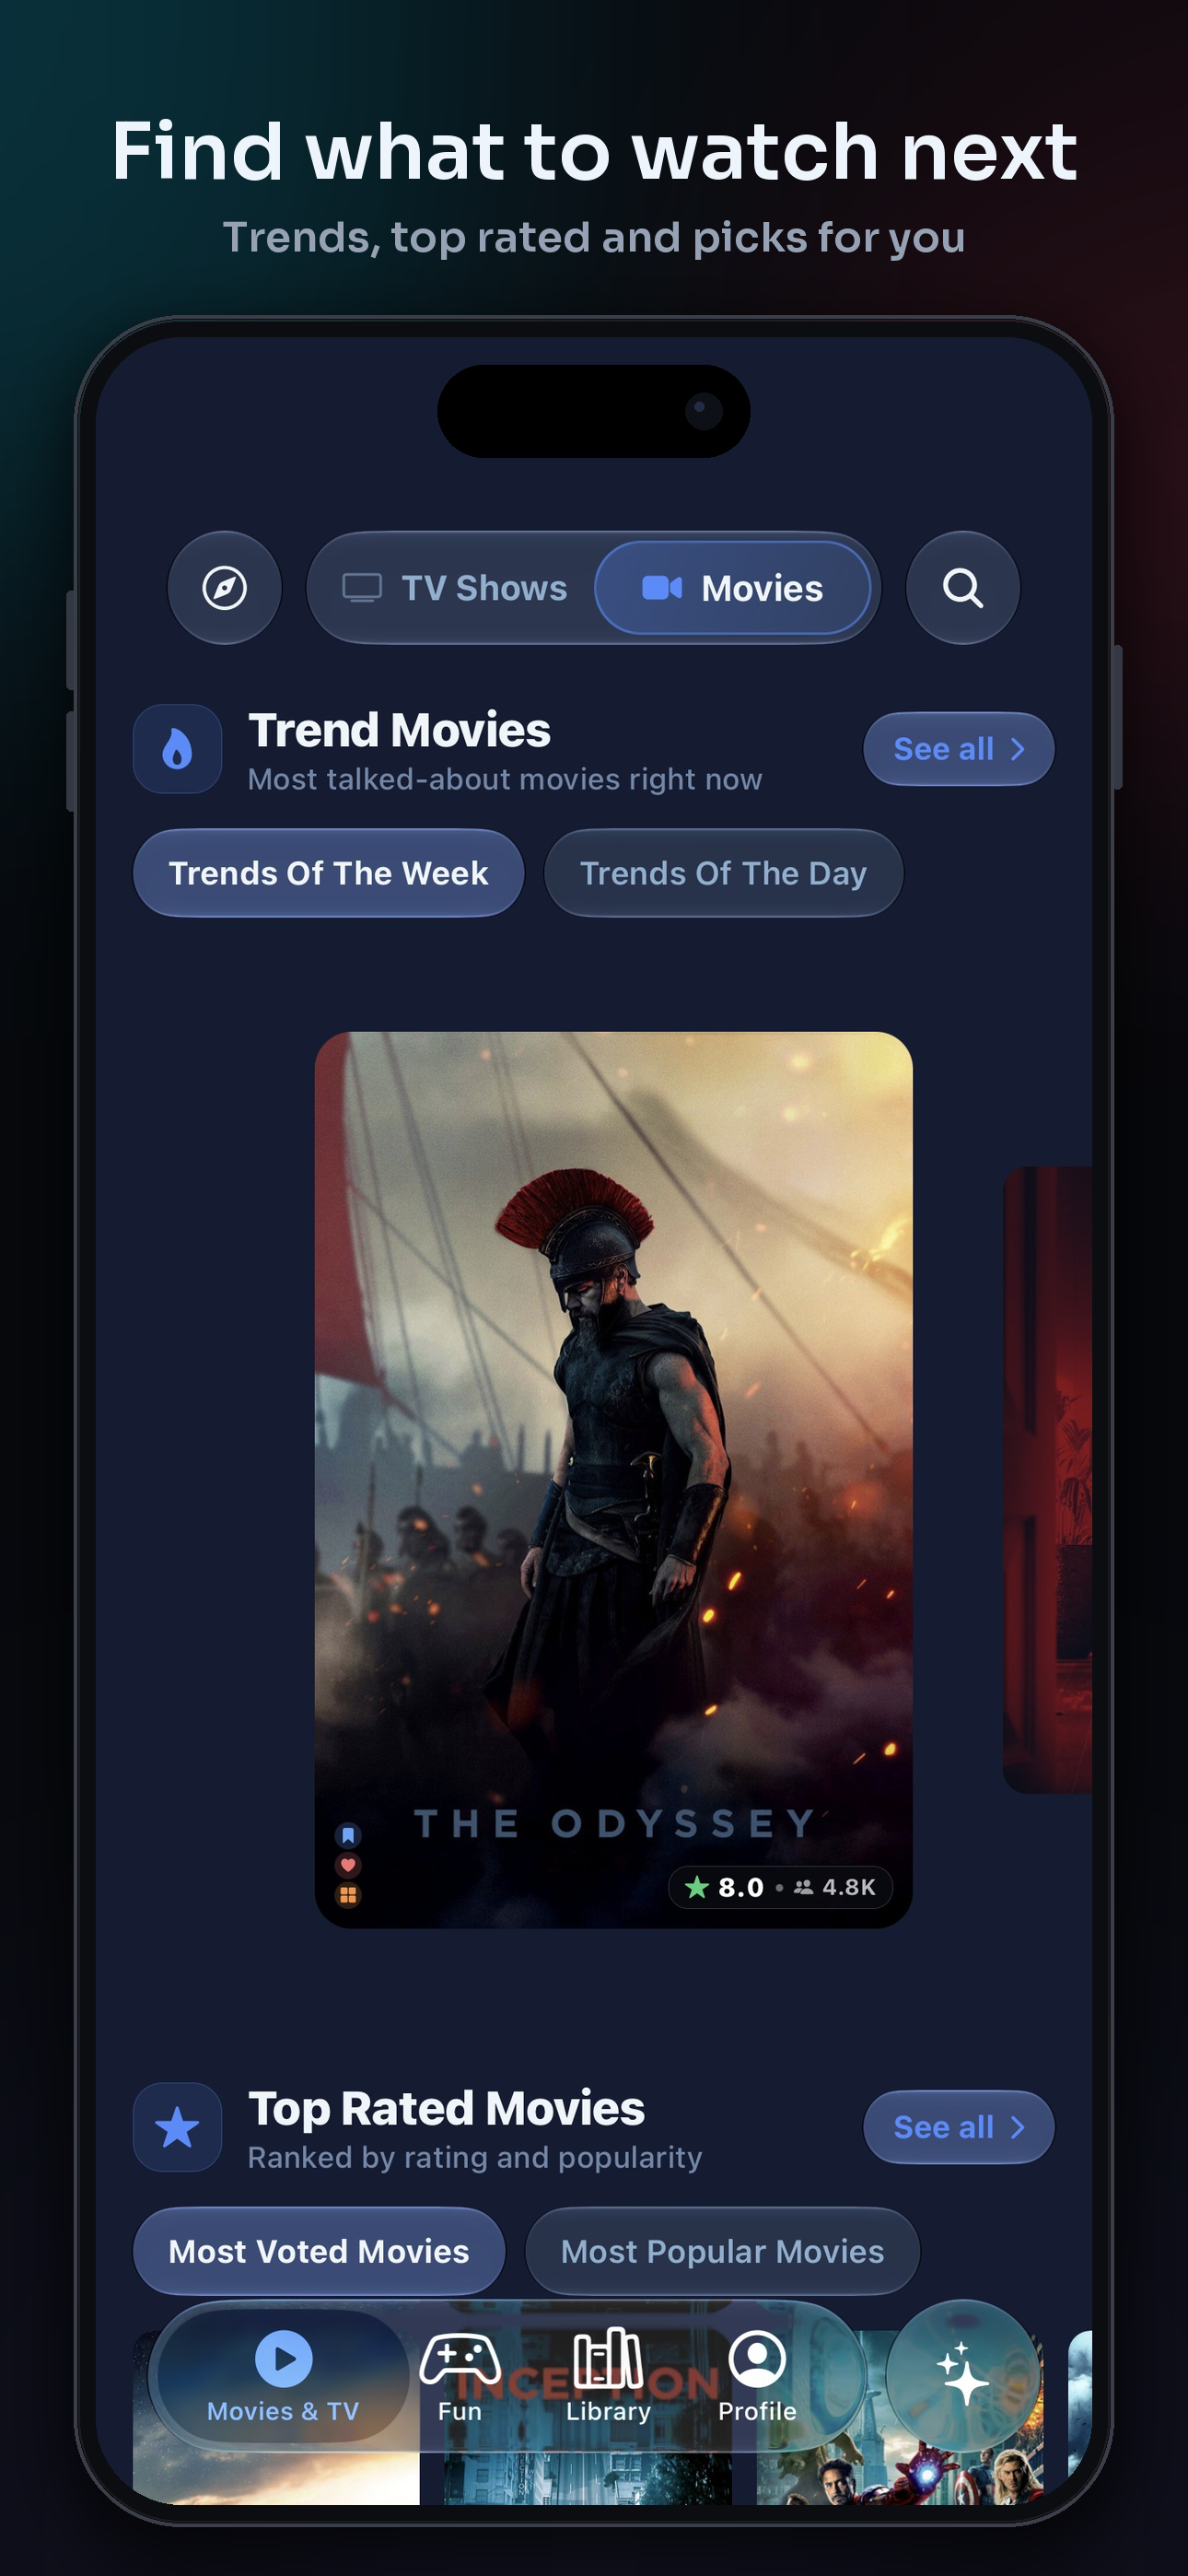 Find what to watch next
Trends, top rated and picks for you
TV Shows
Movies
Trend Movies
Most talked-about movies right now
See all
Trends Of The Week
Trends Of The Day
THE ODYSSEY
8.0 • 4.8K
Top Rated Movies
Ranked by rating and popularity
See all
Most Voted Movies
Most Popular Movies
INCEPTION
Movies & TV
Fun
Library
Profile